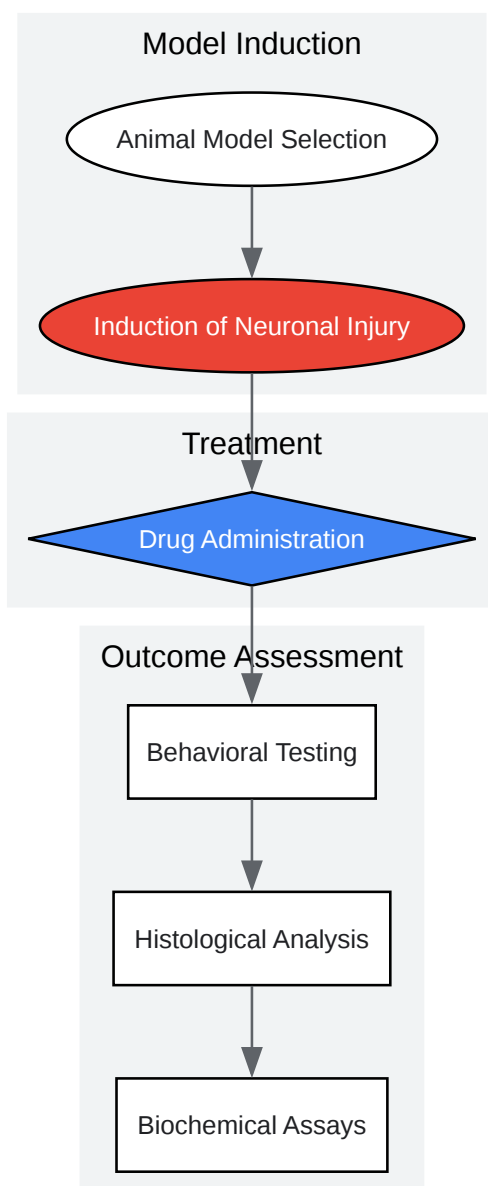 Model Induction
Animal Model Selection
Induction of Neuronal Injury
Treatment
Drug Administration
Outcome Assessment
Behavioral Testing
Histological Analysis
Biochemical Assays